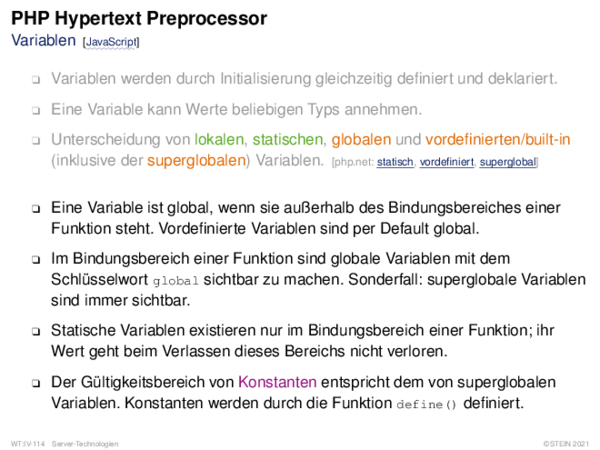 PHP Hypertext Preprocessor
Variablen [JavaScript]
❑ Variablen werden durch Initialisierung gleichzeitig definiert und deklariert.
❑ Eine Variable kann Werte beliebigen Typs annehmen.
❑ Unterscheidung von lokalen, statischen, globalen und vordefinierten/built-in
(inklusive der superglobalen) Variablen. [php.net: statisch, vordefiniert, superglobal]
❑ Eine Variable ist global, wenn sie außerhalb des Bindungsbereiches einer
Funktion steht. Vordefinierte Variablen sind per Default global.
❑ Im Bindungsbereich einer Funktion sind globale Variablen mit dem
Schlüsselwort global sichtbar zu machen. Sonderfall: superglobale Variablen
sind immer sichtbar.
❑ Statische Variablen existieren nur im Bindungsbereich einer Funktion; ihr
Wert geht beim Verlassen dieses Bereichs nicht verloren.
❑ Der Gültigkeitsbereich von Konstanten entspricht dem von superglobalen
Variablen. Konstanten werden durch die Funktion define() definiert.
WT:IV-114 Server-Technologien ©STEIN 2021